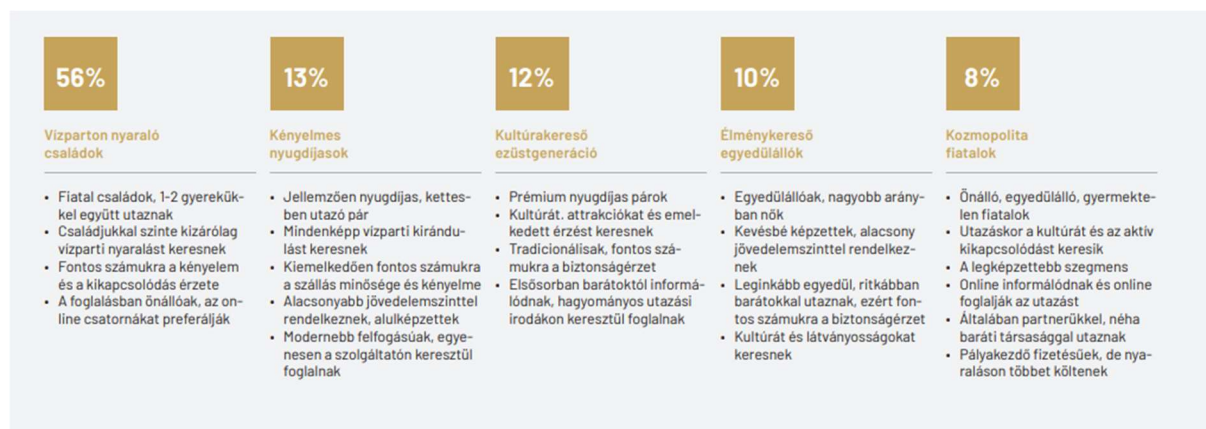 56%
Vízparton nyaraló
családok
• Fiatal családok, 1-2 gyerekük-
kel együtt utaznak
• Családjukkal szinte kizárólag
vízparti nyaralást keresnek
• Fontos számukra a kényelem
és a kikapcsolódás érzete
• A foglalásban önállóak, az on-
line csatornákat preferálják
13%
Kényelmes
nyugdíjasok
• Jellemzően nyugdíjas, kettes-
ben utazó pár
• Mindenképp vízparti kirándu-
lást keresnek
• Kiemelkedően fontos számukra
a szállás minősége és kényelme
• Alacsonyabb jövedelemszinttel
rendelkeznek, alulképzettek
• Modernebb felfogásúak, egye-
nesen a szolgáltatón keresztül
foglalnak
12%
Kultúrakereső
ezüstgeneráció
• Prémium nyugdíjas párok
• Kultúrát. attrakciókat és emel-
kedett érzést keresnek
• Tradicionálisak, fontos szá-
mukra a biztonságérzet
• Elsősorban barátoktól informá-
lódnak, hagyományos utazási
irodákon keresztül foglalnak
10%
Élménykereső
egyedülállók
• Egyedülállóak, nagyobb arány-
ban nők
• Kevésbé képzettek, alacsony
jövedelemszinttel rendelkez-
nek
• Leginkább egyedül, ritkábban
barátokkal utaznak, ezért fon-
tos számukra a biztonságérzet
• Kultúrát és látványosságokat
keresnek
8%
Kozmopolita
fiatalok
• Önálló, egyedülálló, gyermekte-
len fiatalok
• Utazáskor a kultúrát és az aktív
kikapcsolódást keresik
• A legképzettebb szegmens
• Online informálódnak és online
foglalják az utazást
• Általában partnerükkel, néha
baráti társasággal utaznak
• Pályakezdő fizetésűek, de nya-
raláson többet költenek